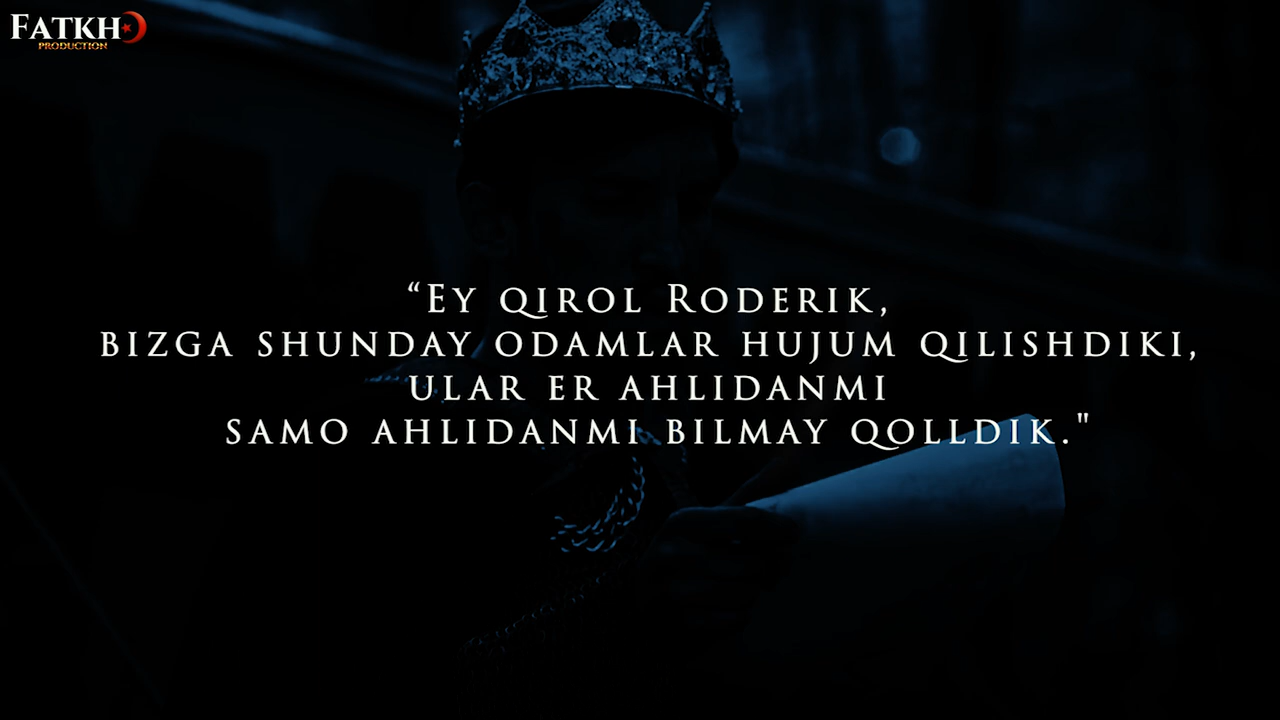 FATKH
PRODUCTION
“EY QIROL RODERIK,
BIZGA SHUNDAY ODAMLAR HUJUM QILISHDIKI,
ULAR ER AHLIDANMI
SAMO AHLIDANMI BILMAY QOLLDIK."